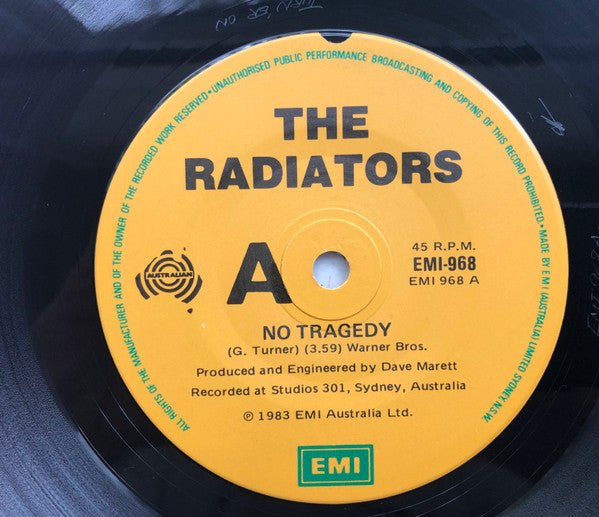 TURN 'ER ON
ALL RIGHTS OF THE MANUFACTURER AND OF THE OWNER OF THE RECORDED WORK RESERVED•UNAUTHORISED PUBLIC PERFORMANCE BROADCASTING AND COPYING OF THIS RECORD PROHIBITED•MADE BY E M I (AUSTRALIA) LIMITED SYDNEY N.S.W.
THE
RADIATORS
AUSTRALIAN
A
45 R.P.M.
EMI-968
EMI 968 A
NO TRAGEDY
(G. Turner) (3.59) Warner Bros.
Produced and Engineered by Dave Marett
Recorded at Studios 301, Sydney, Australia
℗ 1983 EMI Australia Ltd.
EMI